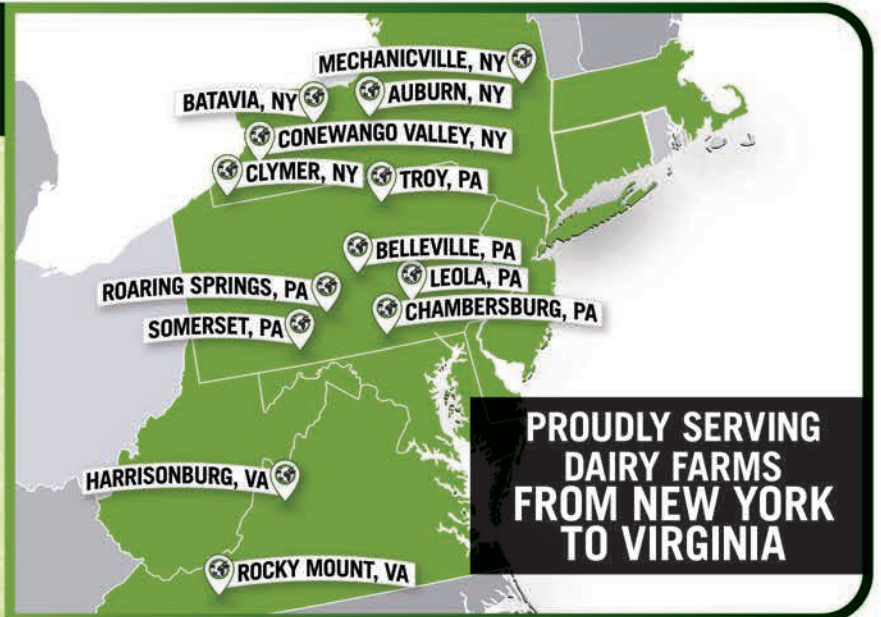 MECHANICVILLE, NY
BATAVIA, NY
AUBURN, NY
CONEWANGO VALLEY, NY
CLYMER, NY
TROY, PA
BELLEVILLE, PA
ROARING SPRINGS, PA
LEOLA, PA
SOMERSET, PA
CHAMBERSBURG, PA
HARRISONBURG, VA
ROCKY MOUNT, VA
PROUDLY SERVING
DAIRY FARMS
FROM NEW YORK
TO VIRGINIA